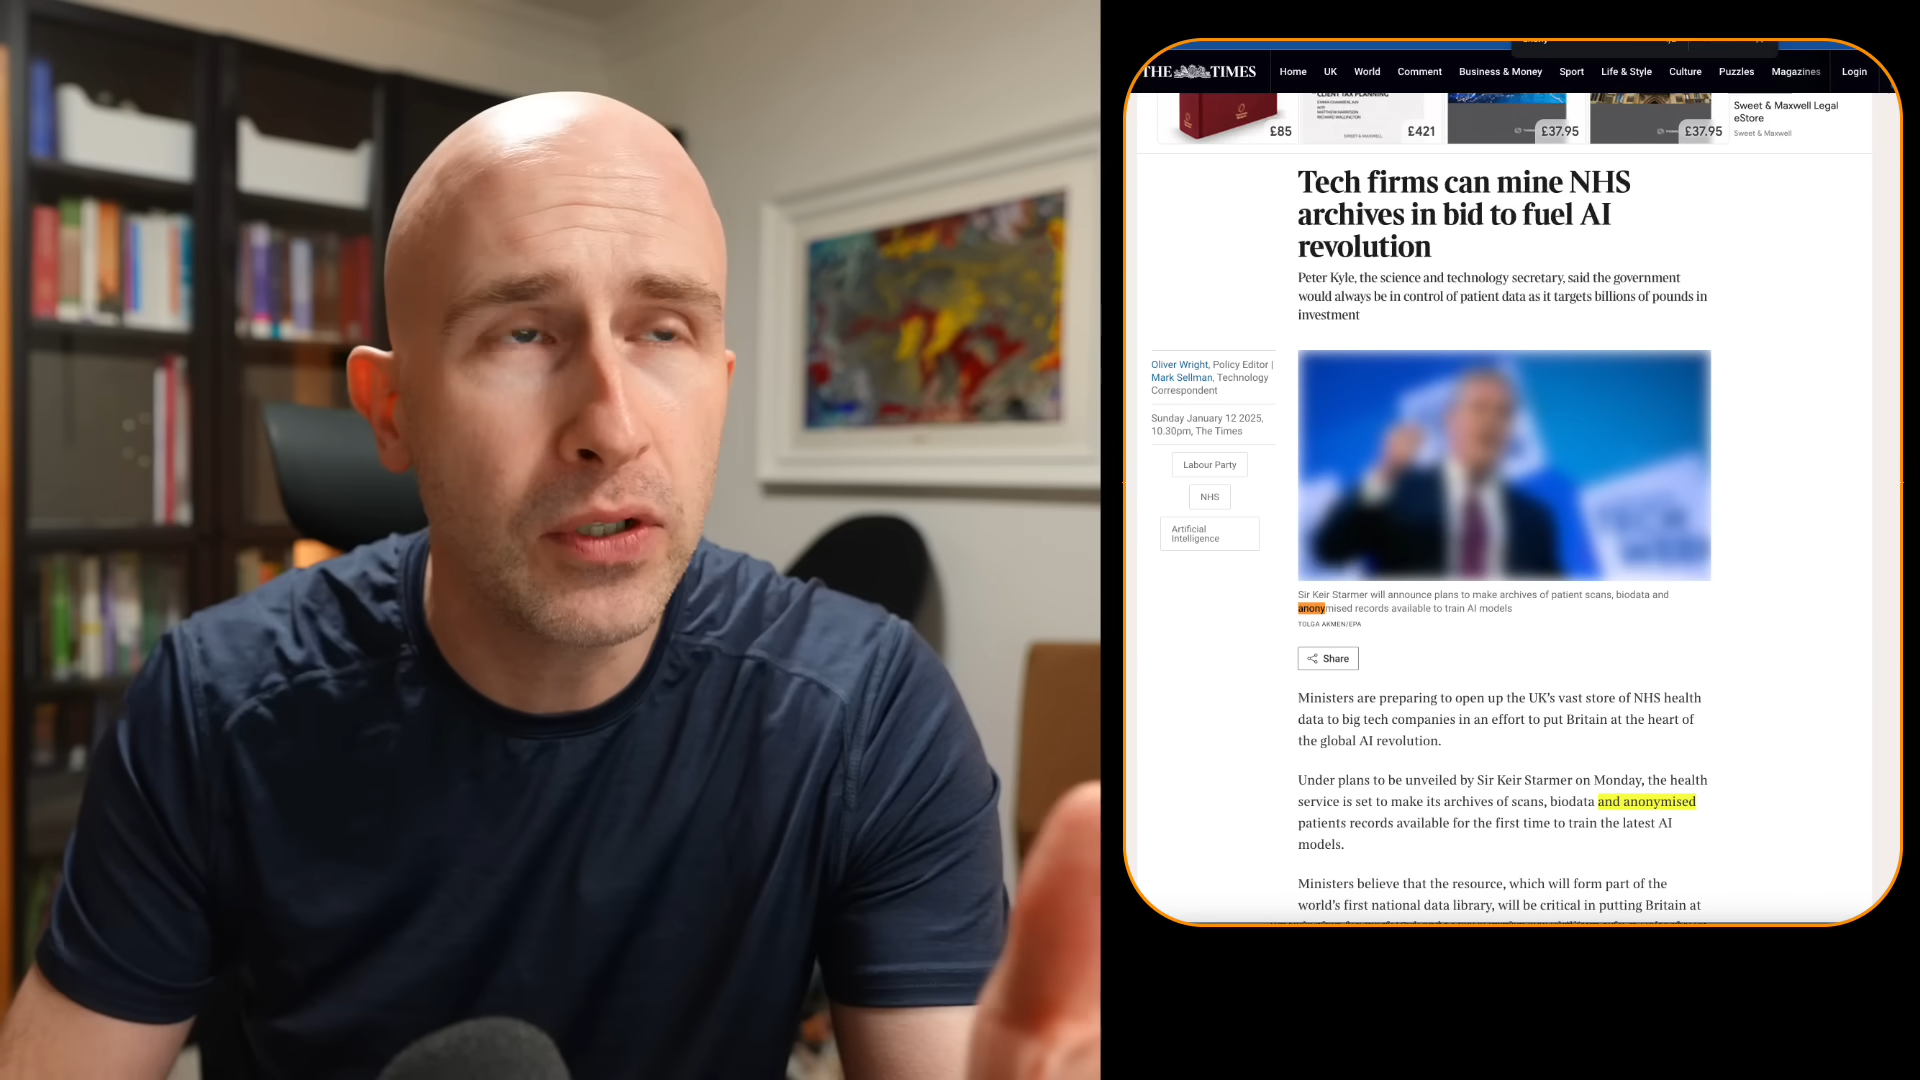 THE TIMES
Home UK World Comment Business & Money Sport Life & Style Culture Puzzles Magazines Login
CLIENT TAX PLANNING
£85
£421
£37.95
£37.95
Sweet & Maxwell Legal
eStore
Sweet & Maxwell
Tech firms can mine NHS
archives in bid to fuel AI
revolution
Peter Kyle, the science and technology secretary, said the government
would always be in control of patient data as it targets billions of pounds in
investment
Oliver Wright, Policy Editor |
Mark Sellman, Technology
Correspondent
Sunday January 12 2025,
10.30pm, The Times
Labour Party
NHS
Artificial
Intelligence
Sir Keir Starmer will announce plans to make archives of patient scans, biodata and
anonymised records available to train AI models
TOLGA AKMEN/EPA
Share
Ministers are preparing to open up the UK's vast store of NHS health
data to big tech companies in an effort to put Britain at the heart of
the global AI revolution.
Under plans to be unveiled by Sir Keir Starmer on Monday, the health
service is set to make its archives of scans, biodata and anonymised
patients records available for the first time to train the latest AI
models.
Ministers believe that the resource, which will form part of the
world's first national data library, will be critical in putting Britain at